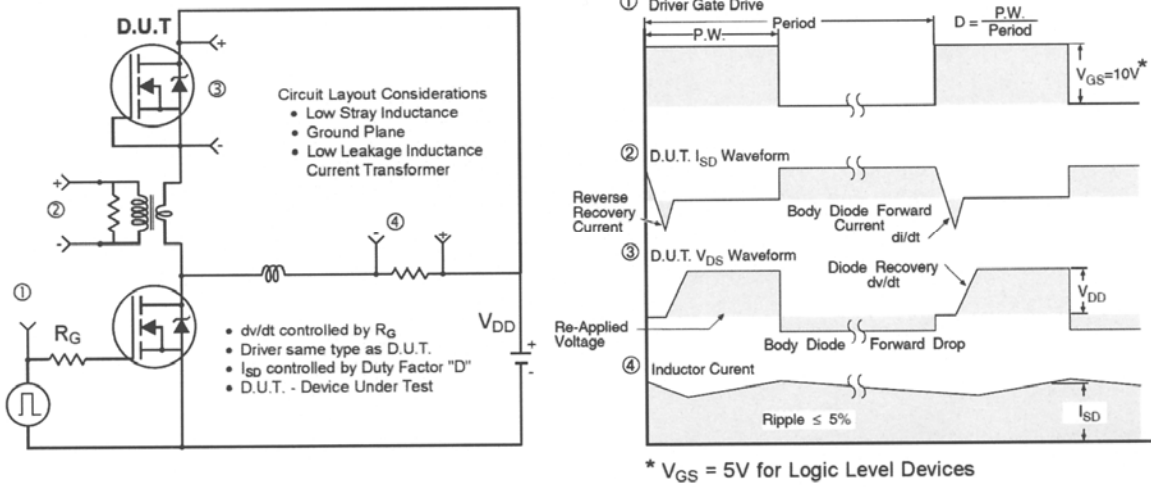 D.U.T
+
③
-
Circuit Layout Considerations
• Low Stray Inductance
• Ground Plane
• Low Leakage Inductance
Current Transformer
+
②
-
④
- +
①
R_G
• dv/dt controlled by R_G
• Driver same type as D.U.T.
• I_SD controlled by Duty Factor "D"
• D.U.T. - Device Under Test
V_DD
+
-
① Driver Gate Drive
Period
P.W.
D = P.W. / Period
V_GS=10V*
② D.U.T. I_SD Waveform
Reverse
Recovery
Current
Body Diode Forward
Current
di/dt
③ D.U.T. V_DS Waveform
Diode Recovery
dv/dt
V_DD
Re-Applied
Voltage
Body Diode Forward Drop
④ Inductor Curent
Ripple ≤ 5%
I_SD
* V_GS = 5V for Logic Level Devices